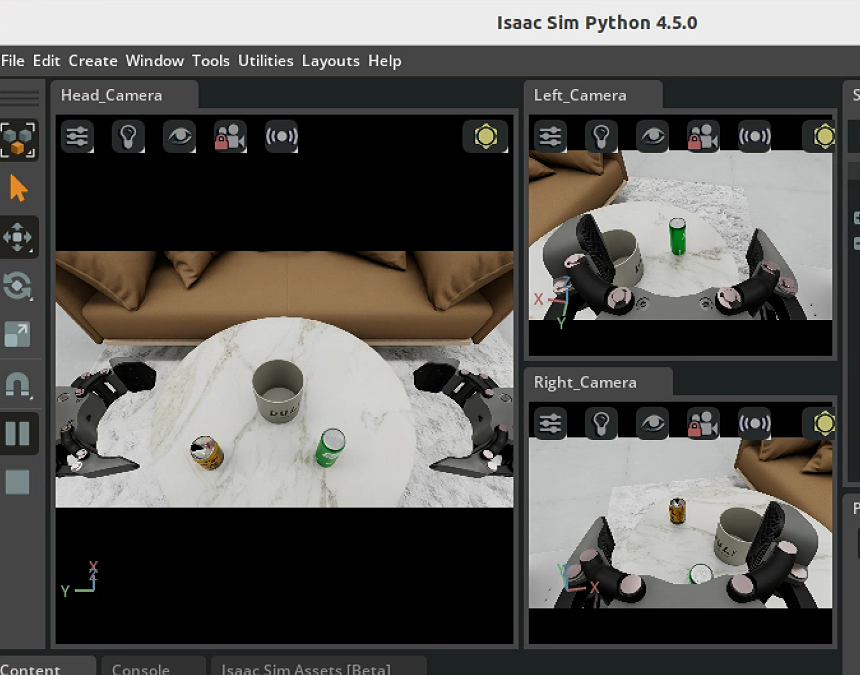 Isaac Sim Python 4.5.0
File Edit Create Window Tools Utilities Layouts Help
Head_Camera
Left_Camera
S
X
Y
Right_Camera
X
Y
Y
X
P
Content
Console
Isaac Sim Assets [Beta]